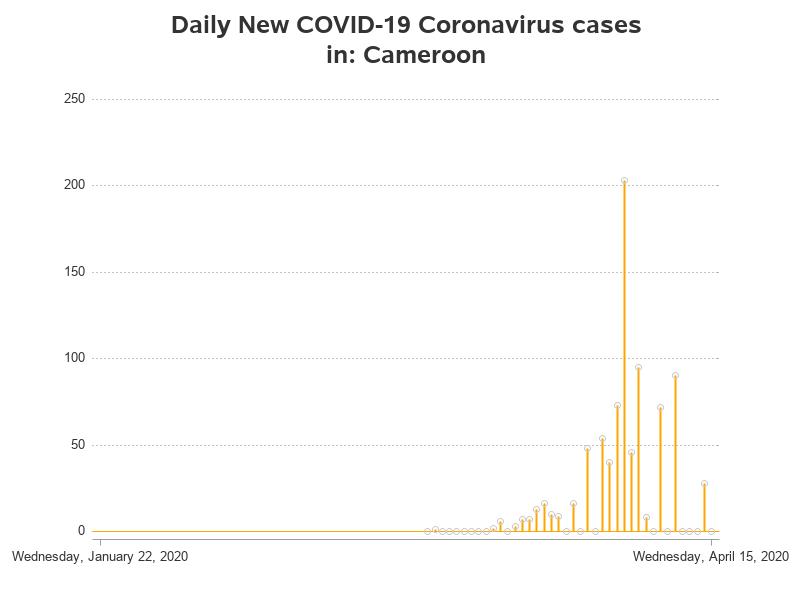 Daily New COVID-19 Coronavirus cases
in: Cameroon
250
200
150
100
50
0
Wednesday, January 22, 2020
Wednesday, April 15, 2020